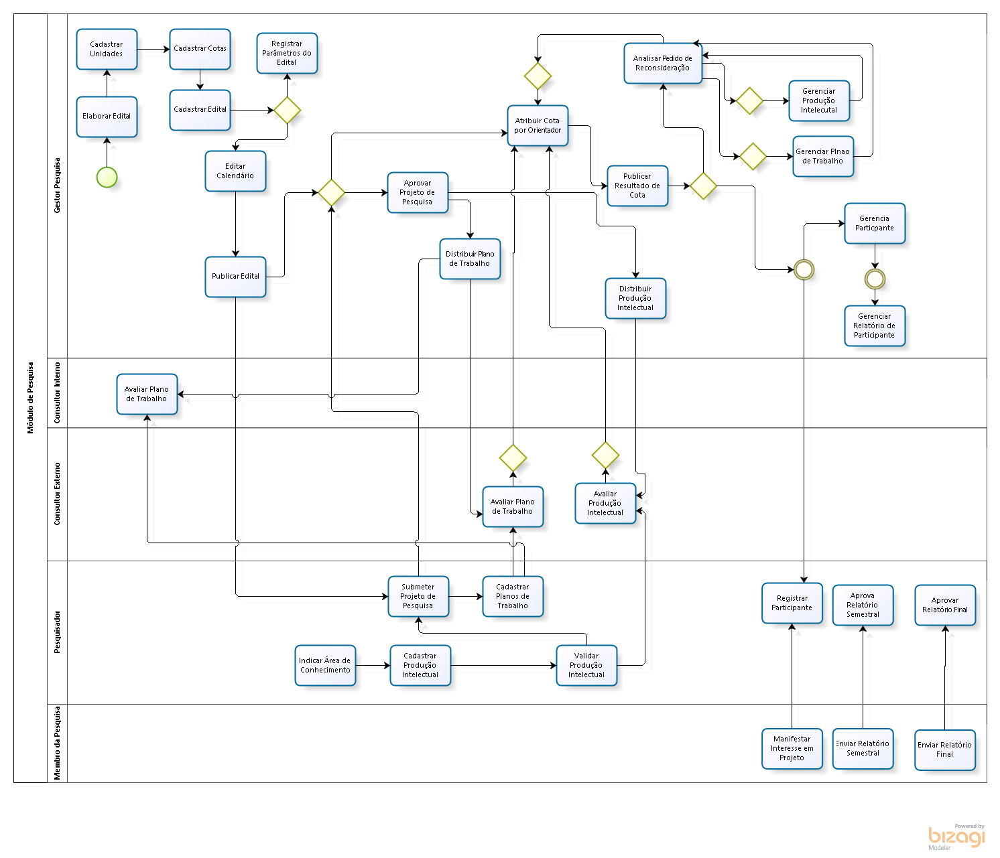 Módulo de Pesquisa
Gestor Pesquisa
Cadastrar
Unidades
Cadastrar Cotas
Registrar
Parâmetros do
Edital
Elaborar Edital
Cadastrar Edital
Editar
Calendário
Publicar Edital
Aprovar
Projeto de
Pesquisa
Distribuir Plano
de Trabalho
Atribuir Cota
por Orientador
Analisar Pedido de
Reconsideração
Gerenciar
Produção
Intelecutal
Gerenciar Plnao
de Trabalho
Publicar
Resultado de
Cota
Distribuir
Produção
Intelectual
Gerencia
Particpante
Gerenciar
Relatório de
Participante
Consultor Interno
Avaliar Plano
de Trabalho
Consultor Externo
Avaliar Plano
de Trabalho
Avaliar
Produção
Intelectual
Pesquisador
Submeter
Projeto de
Pesquisa
Cadastrar
Planos de
Trabalho
Indicar Área de
Conhecimento
Cadastrar
Produção
Intelectual
Validar
Produção
Intelectual
Registrar
Participante
Aprova
Relatório
Semestral
Aprovar
Relatório Final
Membro da Pesquisa
Manifestar
Interesse em
Projeto
Enviar Relatório
Semestral
Enviar Relatório
Final
Powered by
bizagi
Modeler